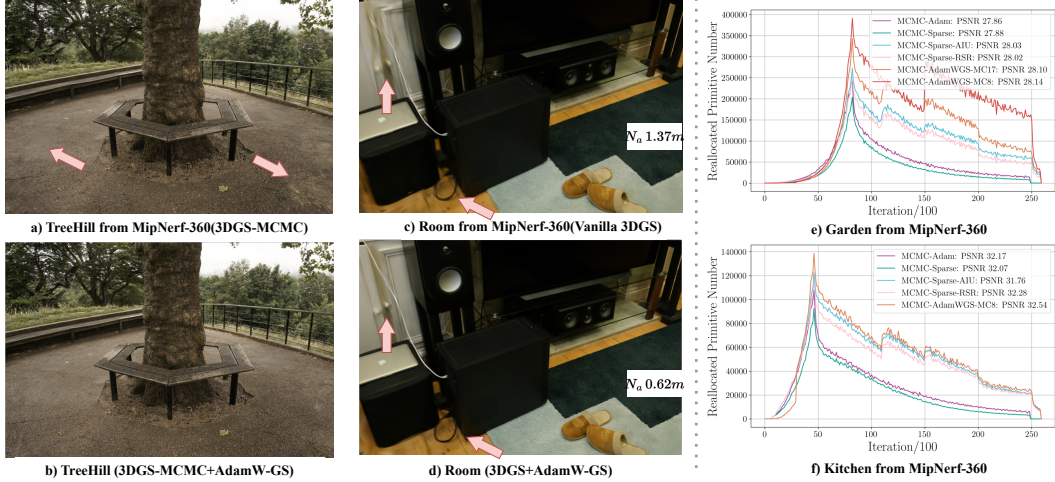 a) TreeHill from MipNerf-360(3DGS-MCMC)
b) TreeHill (3DGS-MCMC+AdamW-GS)
Nₐ 1.37m
c) Room from MipNerf-360(Vanilla 3DGS)
Nₐ 0.62m
d) Room (3DGS+AdamW-GS)
Reallocated Primitive Number
400000
350000
300000
250000
200000
150000
100000
50000
0
MCMC-Adam: PSNR 27.86
MCMC-Sparse: PSNR 27.88
MCMC-Sparse-AIU: PSNR 28.03
MCMC-Sparse-RSR: PSNR 28.02
MCMC-AdamWGS-MC17: PSNR 28.10
MCMC-AdamWGS-MC8: PSNR 28.14
0 50 100 150 200 250
Iteration/100
e) Garden from MipNerf-360
Reallocated Primitive Number
140000
120000
100000
80000
60000
40000
20000
0
MCMC-Adam: PSNR 32.17
MCMC-Sparse: PSNR 32.07
MCMC-Sparse-AIU: PSNR 31.76
MCMC-Sparse-RSR: PSNR 32.28
MCMC-AdamWGS-MC8: PSNR 32.54
0 50 100 150 200 250
Iteration/100
f) Kitchen from MipNerf-360